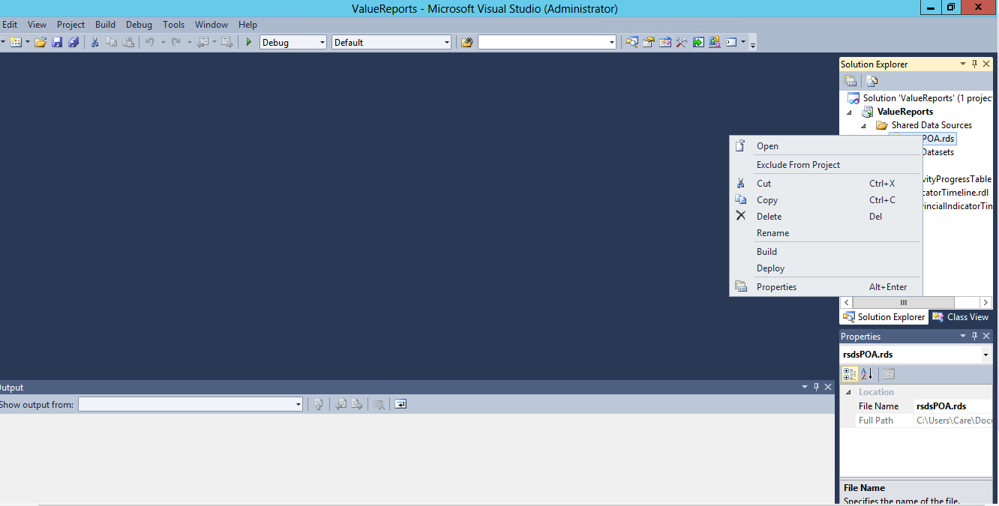 ValueReports - Microsoft Visual Studio (Administrator)
Edit View Project Build Debug Tools Window Help
Debug Default
Solution Explorer
Solution 'ValueReports' (1 projec
ValueReports
Shared Data Sources
POA.rds
Datasets
vityProgressTable
catorTimeline.rdl
vincialIndicatorTin
Open
Exclude From Project
Cut Ctrl+X
Copy Ctrl+C
Delete Del
Rename
Build
Deploy
Properties Alt+Enter
Solution Explorer Class View
Properties
rsdsPOA.rds
Location
File Name rsdsPOA.rds
Full Path C:\Users\Care\Docu
File Name
Specifies the name of the file.
Output
Show output from: